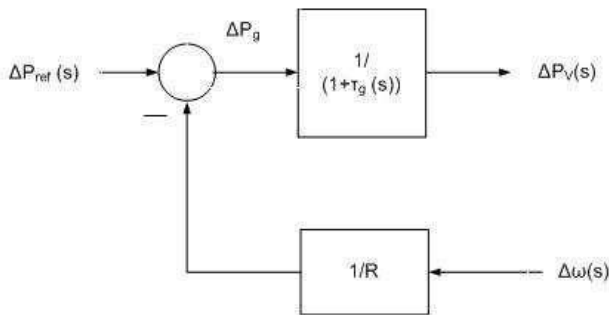 ΔP_g
ΔP_ref (s)
1/
(1+τ_g (s))
ΔP_V(s)
—
1/R
Δω(s)